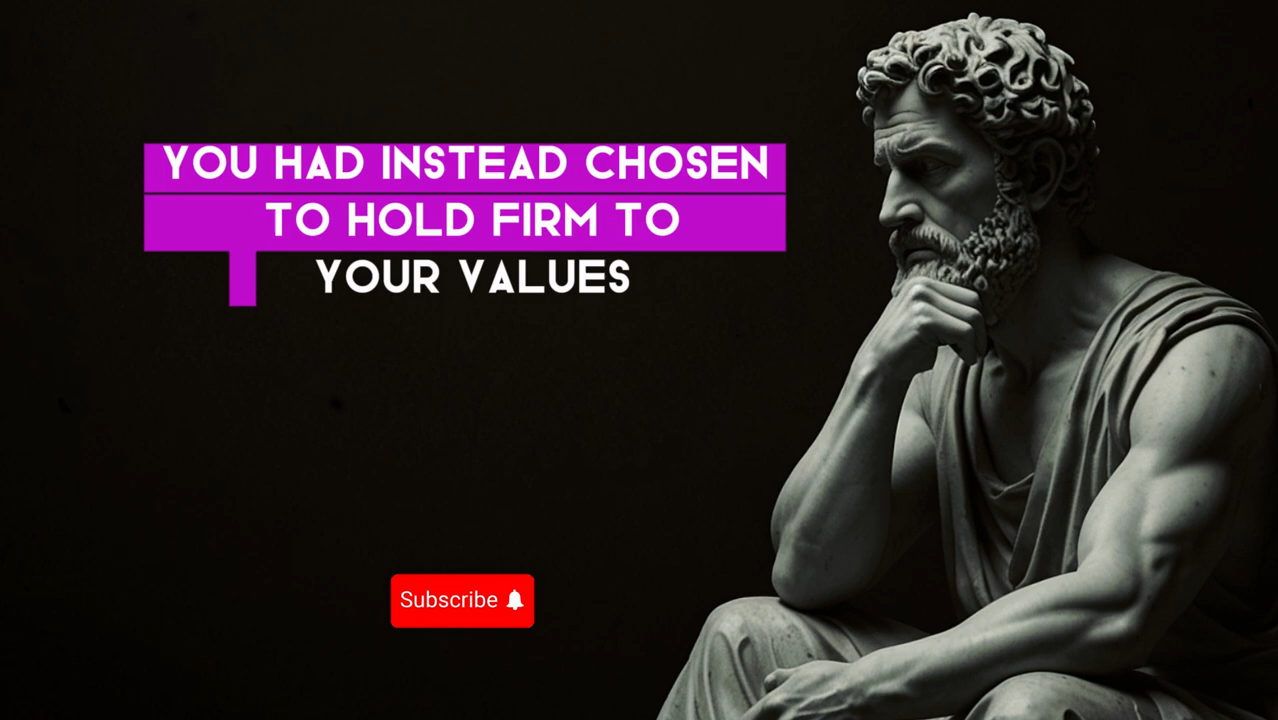 YOU HAD INSTEAD CHOSEN
TO HOLD FIRM TO
YOUR VALUES
Subscribe